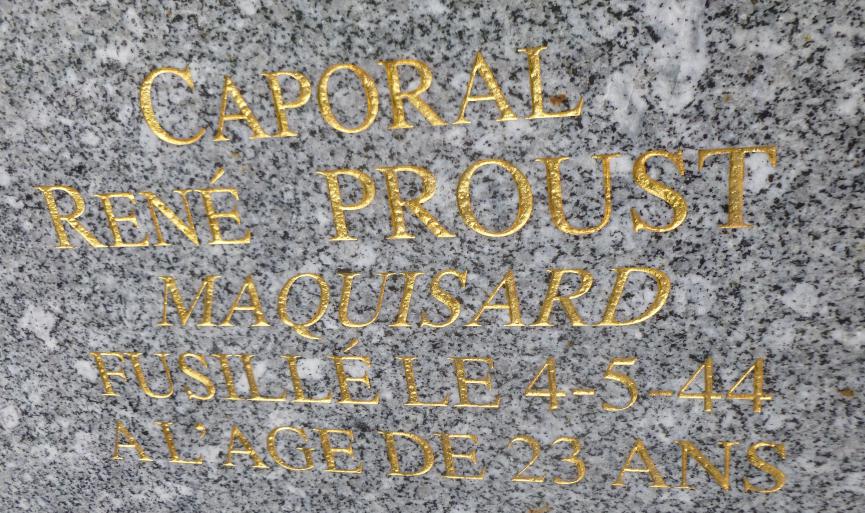 CAPORAL
RENÉ PROUST
MAQUISARD
FUSILLÉ LE 4-5-44
A L'AGE DE 23 ANS